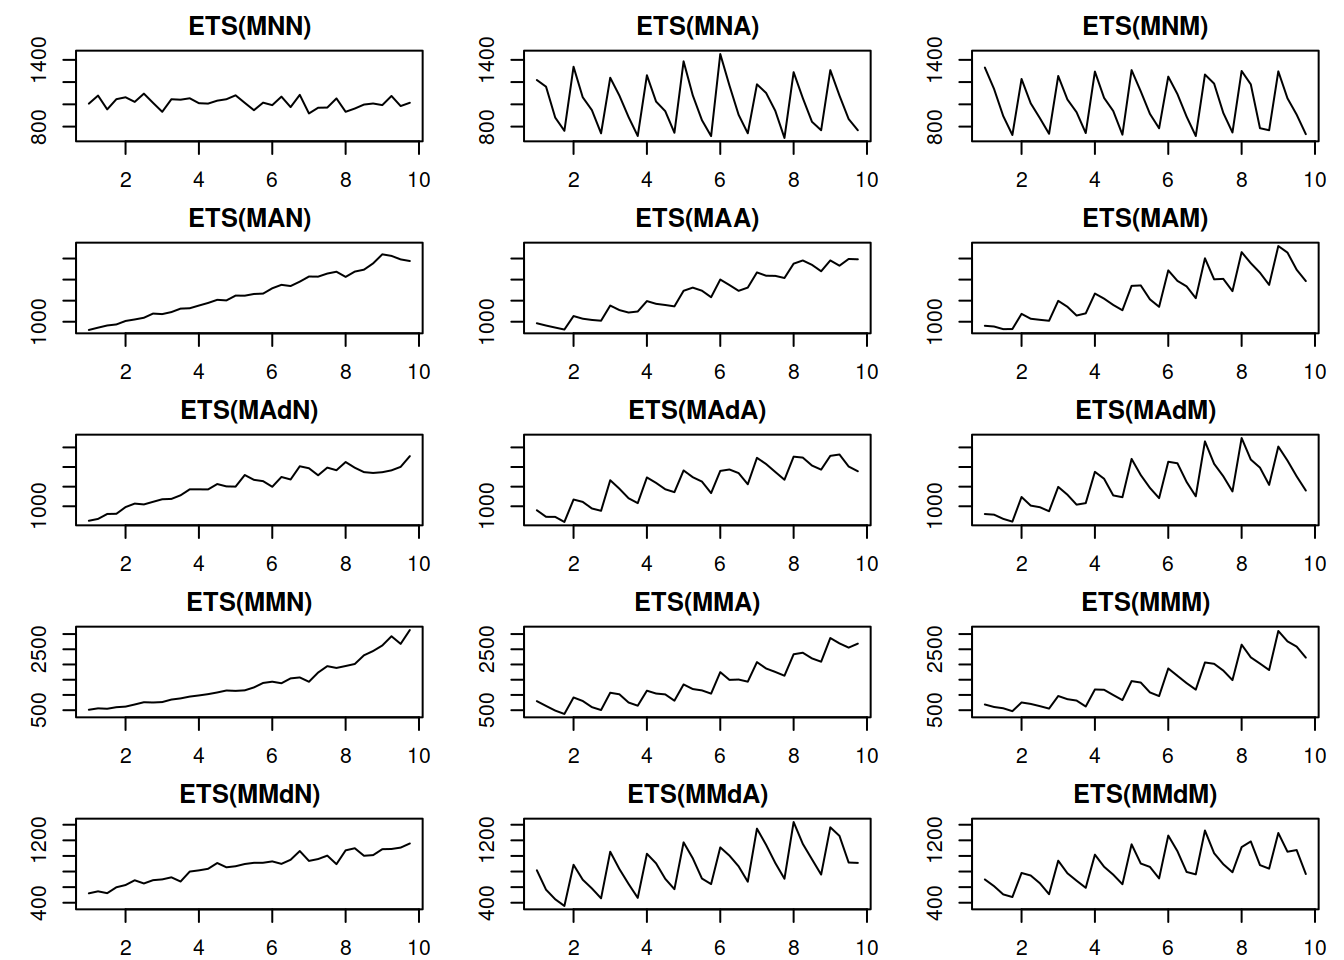 ETS(MNN) ETS(MNA) ETS(MNM)
1400 1400 1400
800 800 800
2 4 6 8 10 2 4 6 8 10 2 4 6 8 10
ETS(MAN) ETS(MAA) ETS(MAM)
1000 1000 1000
2 4 6 8 10 2 4 6 8 10 2 4 6 8 10
ETS(MAdN) ETS(MAdA) ETS(MAdM)
1000 1000 1000
2 4 6 8 10 2 4 6 8 10 2 4 6 8 10
ETS(MMN) ETS(MMA) ETS(MMM)
2500 2500 2500
500 500 500
2 4 6 8 10 2 4 6 8 10 2 4 6 8 10
ETS(MMdN) ETS(MMdA) ETS(MMdM)
1200 1200 1200
400 400 400
2 4 6 8 10 2 4 6 8 10 2 4 6 8 10